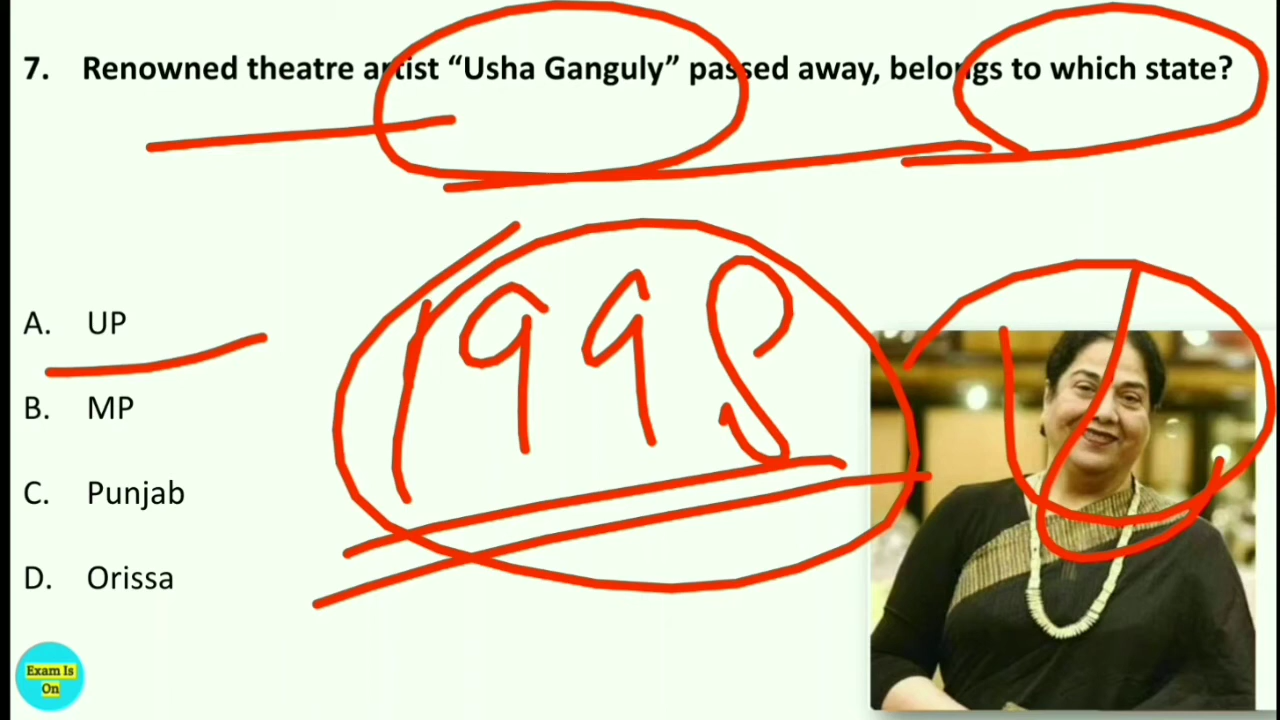 7. Renowned theatre artist “Usha Ganguly” passed away, belongs to which state?
1998
A. UP
B. MP
C. Punjab
D. Orissa
Exam Is
On